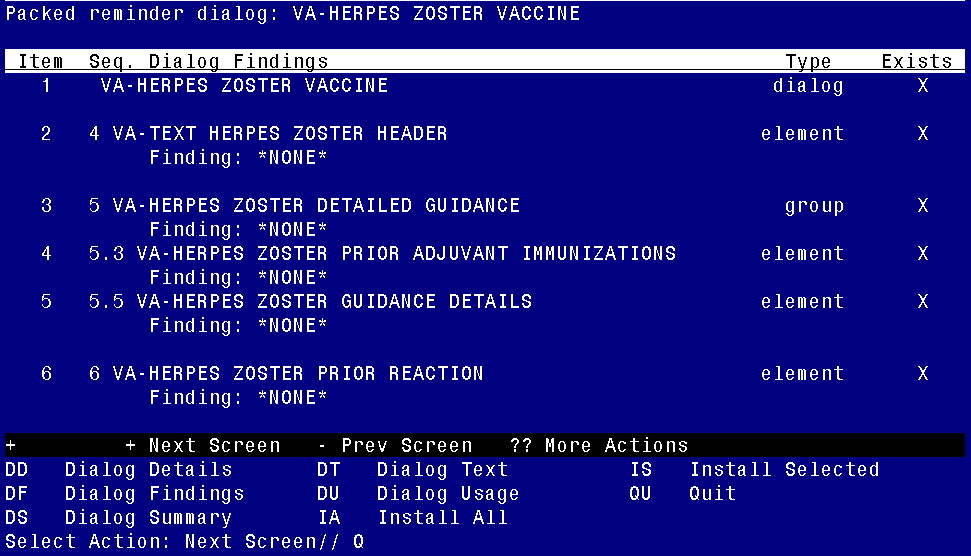 Packed reminder dialog: VA-HERPES ZOSTER VACCINE
Item Seq. Dialog Findings Type Exists
1 VA-HERPES ZOSTER VACCINE dialog X
2 4 VA-TEXT HERPES ZOSTER HEADER element X
Finding: *NONE*
3 5 VA-HERPES ZOSTER DETAILED GUIDANCE group X
Finding: *NONE*
4 5.3 VA-HERPES ZOSTER PRIOR ADJUVANT IMMUNIZATIONS element X
Finding: *NONE*
5 5.5 VA-HERPES ZOSTER GUIDANCE DETAILS element X
Finding: *NONE*
6 6 VA-HERPES ZOSTER PRIOR REACTION element X
Finding: *NONE*
+ + Next Screen - Prev Screen ?? More Actions
DD Dialog Details DT Dialog Text IS Install Selected
DF Dialog Findings DU Dialog Usage QU Quit
DS Dialog Summary IA Install All
Select Action: Next Screen// Q